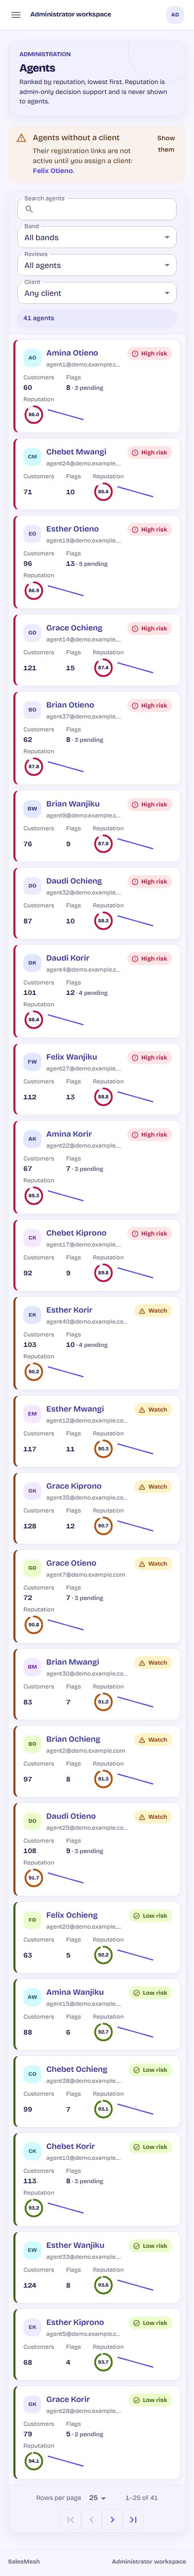 Administrator workspace
AD
ADMINISTRATION
Agents
Ranked by reputation, lowest first. Reputation is
admin-only decision support and is never shown
to agents.
Agents without a client
Their registration links are not
active until you assign a client:
Felix Otieno.
Show
them
Search agents
Band
All bands
Reviews
All agents
Client
Any client
41 agents
AO
Amina Otieno
agent1@demo.example.c...
High risk
Customers
Flags
60
8 · 3 pending
Reputation
86.0
CM
Chebet Mwangi
agent24@demo.example....
High risk
Customers
Flags
Reputation
71
10
86.4
EO
Esther Otieno
agent19@demo.example....
High risk
Customers
Flags
96
13 · 5 pending
Reputation
86.9
GO
Grace Ochieng
agent14@demo.example....
High risk
Customers
Flags
Reputation
121
15
87.4
BO
Brian Otieno
agent37@demo.example....
High risk
Customers
Flags
62
8 · 3 pending
Reputation
87.8
BW
Brian Wanjiku
agent9@demo.example.c...
High risk
Customers
Flags
Reputation
76
9
87.9
DO
Daudi Ochieng
agent32@demo.example....
High risk
Customers
Flags
Reputation
87
10
88.3
DK
Daudi Korir
agent4@demo.example.c...
High risk
Customers
Flags
101
12 · 4 pending
Reputation
88.4
FW
Felix Wanjiku
agent27@demo.example....
High risk
Customers
Flags
Reputation
112
13
88.8
AK
Amina Korir
agent22@demo.example....
High risk
Customers
Flags
67
7 · 3 pending
Reputation
89.3
CK
Chebet Kiprono
agent17@demo.example....
High risk
Customers
Flags
Reputation
92
9
89.8
EK
Esther Korir
agent40@demo.example.co...
Watch
Customers
Flags
103
10 · 4 pending
Reputation
90.2
EM
Esther Mwangi
agent12@demo.example.co...
Watch
Customers
Flags
Reputation
117
11
90.3
GK
Grace Kiprono
agent35@demo.example.co...
Watch
Customers
Flags
Reputation
128
12
90.7
GO
Grace Otieno
agent7@demo.example.com
Watch
Customers
Flags
72
7 · 3 pending
Reputation
90.8
BM
Brian Mwangi
agent30@demo.example.co...
Watch
Customers
Flags
Reputation
83
7
91.2
BO
Brian Ochieng
agent2@demo.example.com
Watch
Customers
Flags
Reputation
97
8
91.3
DO
Daudi Otieno
agent25@demo.example.co...
Watch
Customers
Flags
108
9 · 3 pending
Reputation
91.7
FO
Felix Ochieng
agent20@demo.example....
Low risk
Customers
Flags
Reputation
63
5
92.2
AW
Amina Wanjiku
agent15@demo.example....
Low risk
Customers
Flags
Reputation
88
6
92.7
CO
Chebet Ochieng
agent38@demo.example....
Low risk
Customers
Flags
Reputation
99
7
93.1
CK
Chebet Korir
agent10@demo.example....
Low risk
Customers
Flags
113
8 · 3 pending
Reputation
93.2
EW
Esther Wanjiku
agent33@demo.example....
Low risk
Customers
Flags
Reputation
124
8
93.6
EK
Esther Kiprono
agent5@demo.example.c...
Low risk
Customers
Flags
Reputation
68
4
93.7
GK
Grace Korir
agent28@demo.example....
Low risk
Customers
Flags
79
5 · 2 pending
Reputation
94.1
Rows per page
25
1–25 of 41
SalesMesh
Administrator workspace